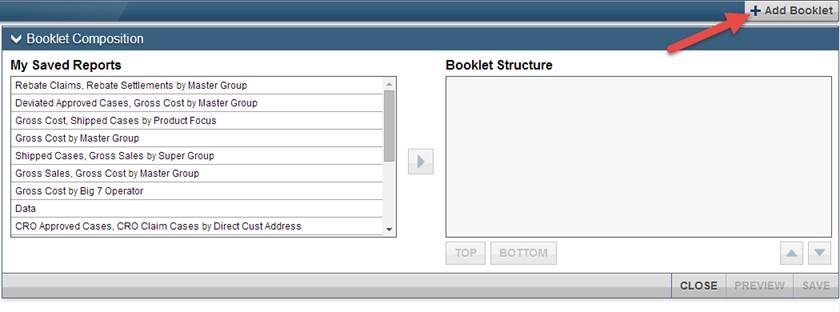 Add Booklet
Booklet Composition
My Saved Reports
Booklet Structure
Rebate Claims, Rebate Settlements by Master Group
Deviated Approved Cases, Gross Cost by Master Group
Gross Cost, Shipped Cases by Product Focus
Gross Cost by Master Group
Shipped Cases, Gross Sales by Super Group
Gross Sales, Gross Cost by Master Group
Gross Cost by Big 7 Operator
Data
CRO Approved Cases, CRO Claim Cases by Direct Cust Address
TOP BOTTOM
CLOSE PREVIEW SAVE